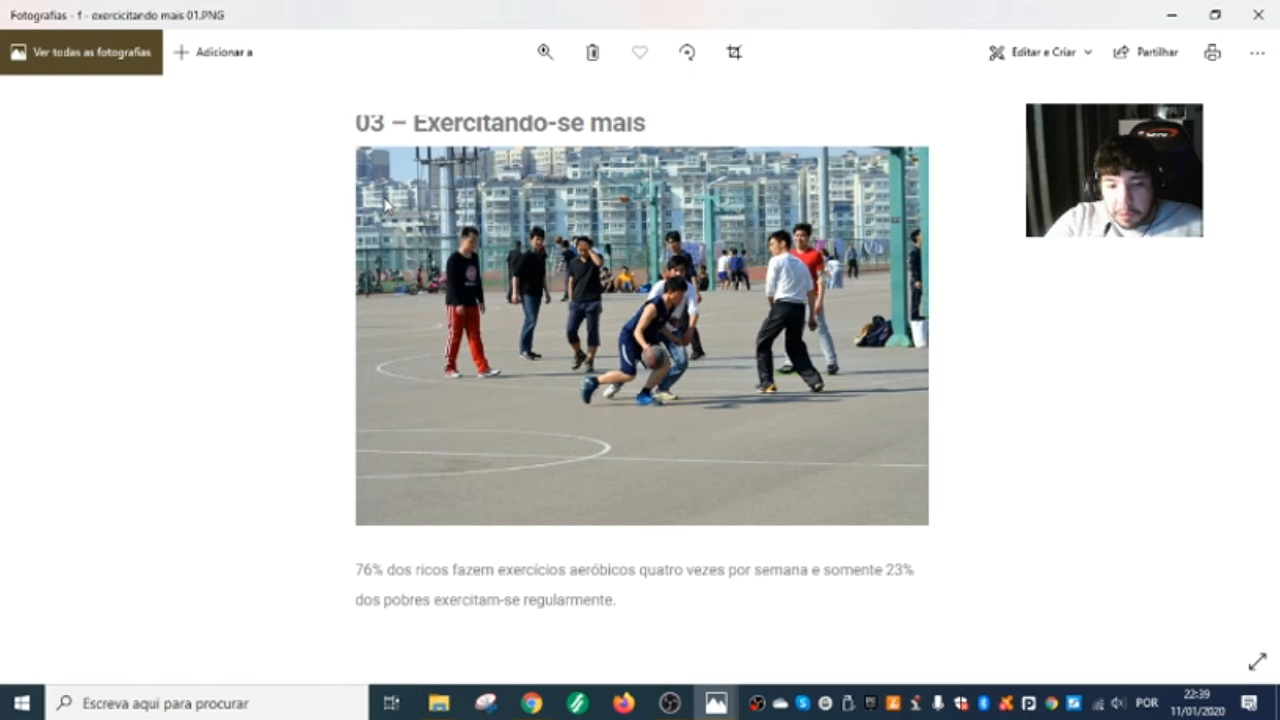 Fotografias - f - exercicitando mais 01.PNG
Ver todas as fotografias
Adicionar a
Editar e Criar
Partilhar
03 – Exercitando-se mais
76% dos ricos fazem exercícios aeróbicos quatro vezes por semana e somente 23%
dos pobres exercitam-se regularmente.
Escreva aqui para procurar
POR
22:39
11/01/2020